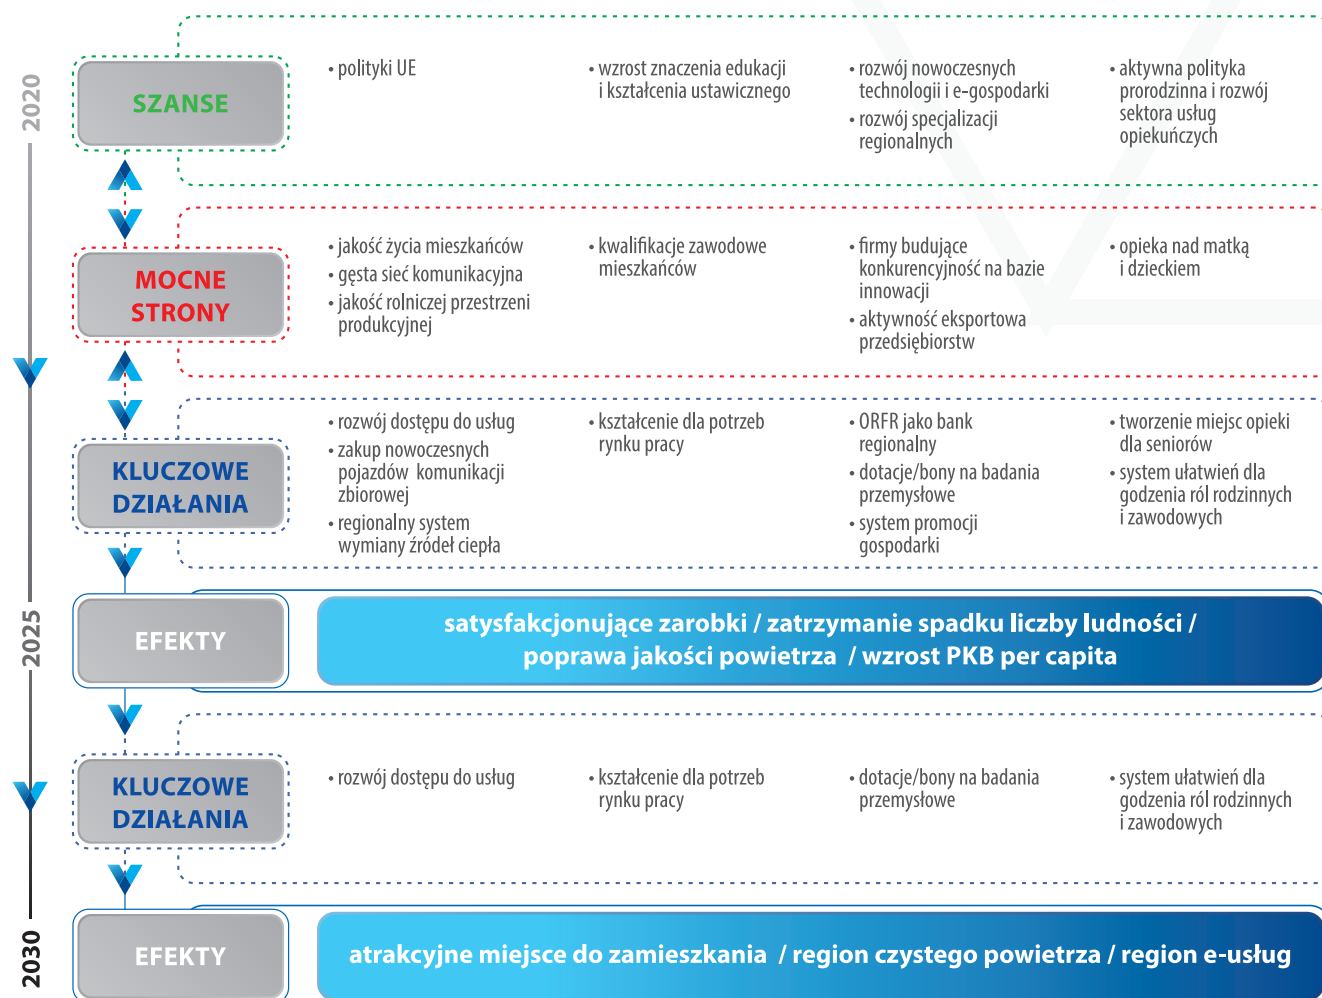 2020
SZANSE
• polityki UE
• wzrost znaczenia edukacji
i kształcenia ustawicznego
• rozwój nowoczesnych
technologii i e-gospodarki
• rozwój specjalizacji
regionalnych
• aktywna polityka
prorodzinna i rozwój
sektora usług
opiekuńczych
MOCNE
STRONY
• jakość życia mieszkańców
• gęsta sieć komunikacyjna
• jakość rolniczej przestrzeni
produkcyjnej
• kwalifikacje zawodowe
mieszkańców
• firmy budujące
konkurencyjność na bazie
innowacji
• aktywność eksportowa
przedsiębiorstw
• opieka nad matką
i dzieckiem
KLUCZOWE
DZIAŁANIA
• rozwój dostępu do usług
• zakup nowoczesnych
pojazdów komunikacji
zbiorowej
• regionalny system
wymiany źródeł ciepła
• kształcenie dla potrzeb
rynku pracy
• ORFR jako bank
regionalny
• dotacje/bony na badania
przemysłowe
• system promocji
gospodarki
• tworzenie miejsc opieki
dla seniorów
• system ułatwień dla
godzenia ról rodzinnych
i zawodowych
2025
EFEKTY
satysfakcjonujące zarobki / zatrzymanie spadku liczby ludności /
poprawa jakości powietrza / wzrost PKB per capita
KLUCZOWE
DZIAŁANIA
• rozwój dostępu do usług
• kształcenie dla potrzeb
rynku pracy
• dotacje/bony na badania
przemysłowe
• system ułatwień dla
godzenia ról rodzinnych
i zawodowych
2030
EFEKTY
atrakcyjne miejsce do zamieszkania / region czystego powietrza / region e-usług